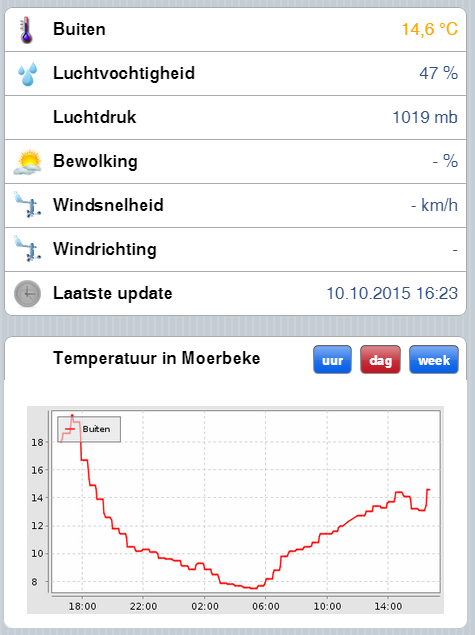 Buiten 14,6 °C
Luchtvochtigheid 47 %
Luchtdruk 1019 mb
Bewolking - %
Windsnelheid - km/h
Windrichting -
Laatste update 10.10.2015 16:23
Temperatuur in Moerbeke uur dag week
Buiten
18
16
14
12
10
8
18:00 22:00 02:00 06:00 10:00 14:00